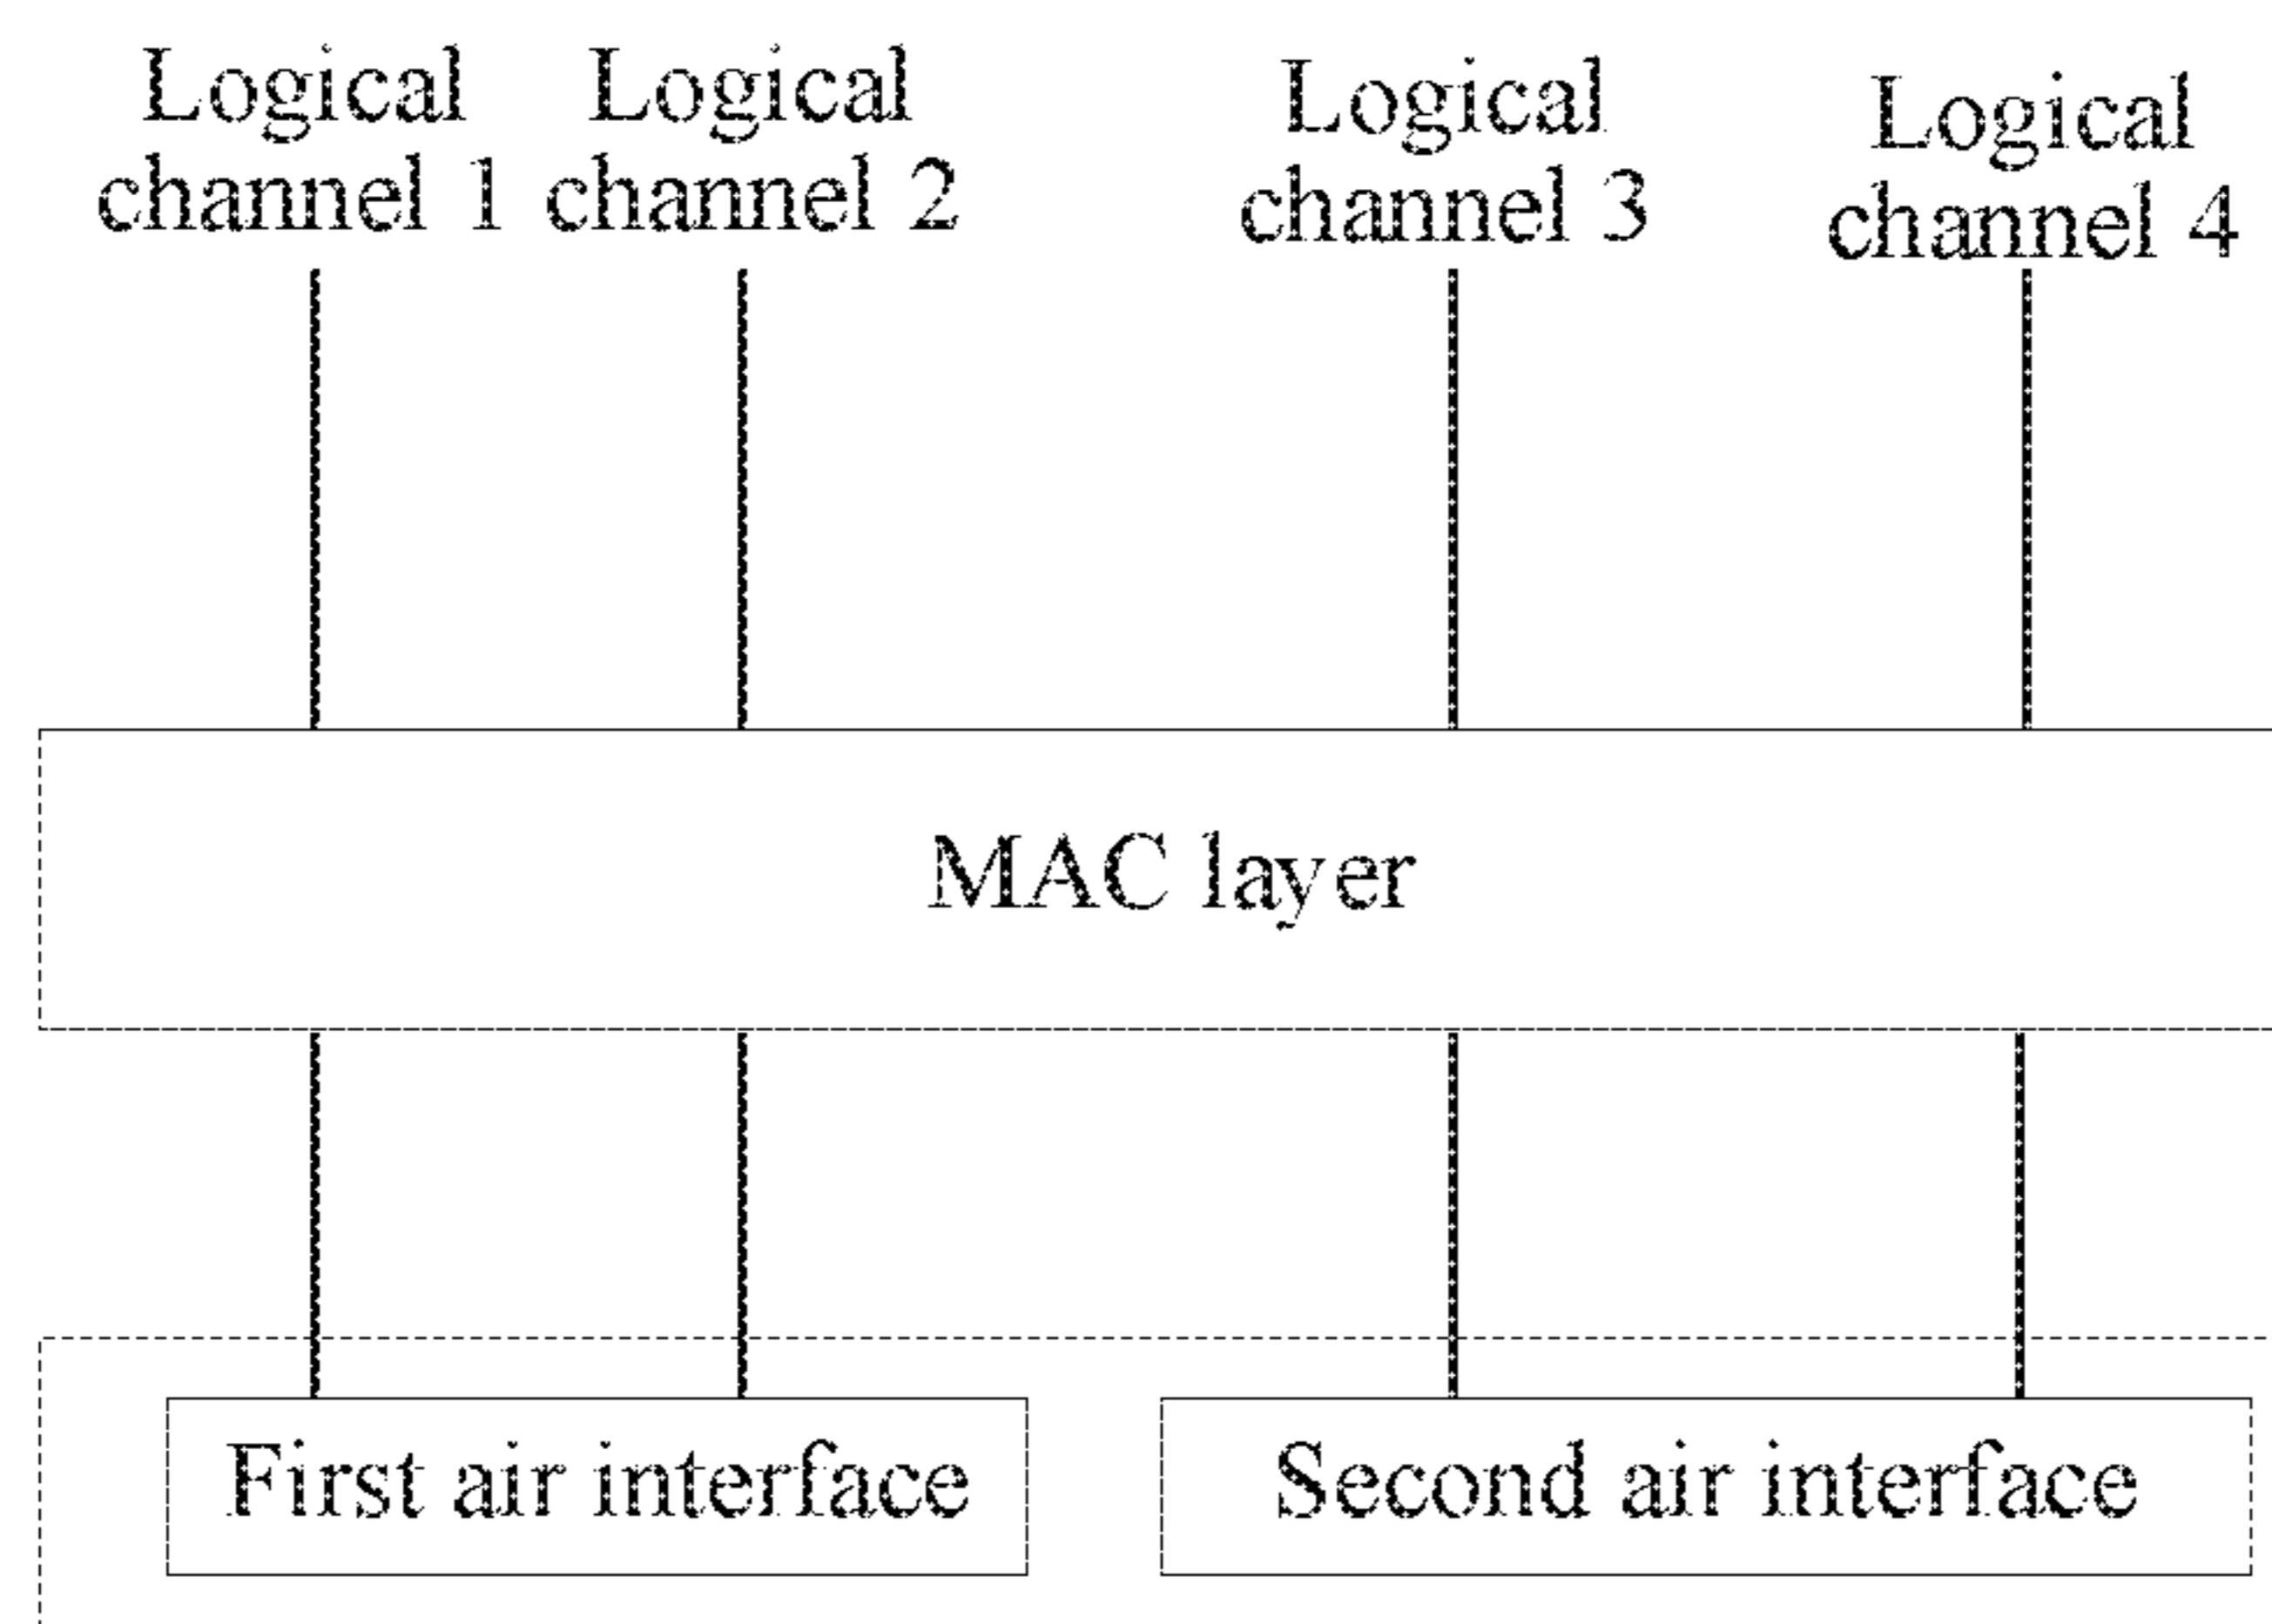 Logical
channel 1
Logical
channel 2
Logical
channel 3
Logical
channel 4
MAC layer
First air interface
Second air interface